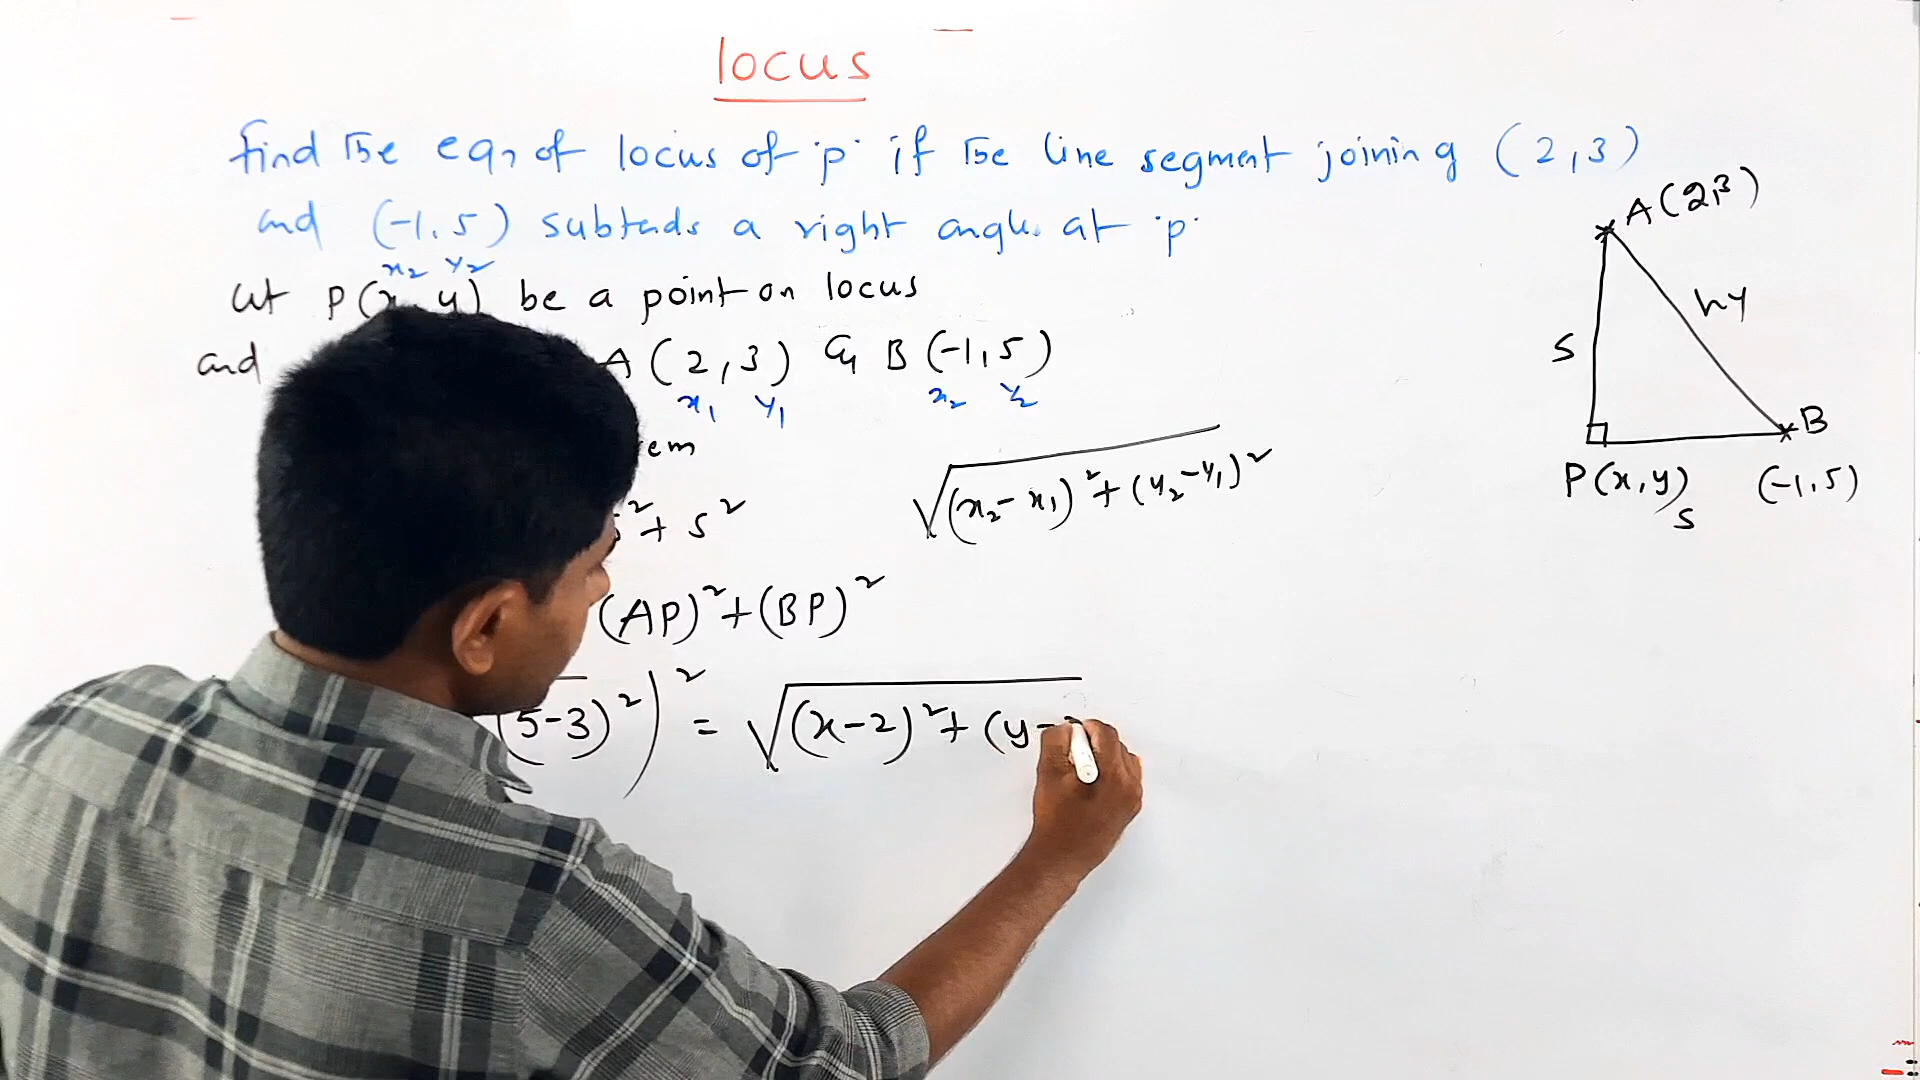 locus
find the eqn of locus of 'p' if the line segment joining (2,3)
and (-1,5) subtends a right angle at 'p'
x₂ y₂
let P(x, y) be a point on locus
and A (2,3) & B (-1,5)
x₁ y₁ x₂ y₂
em
² + s²
√(x₂-x₁)²+(y₂-y₁)²
(AP)²+(BP)²
(5-3)²)² = √(x-2)²+(y-
A(2,3)
hy
s
B
P(x,y) (-1,5)
s